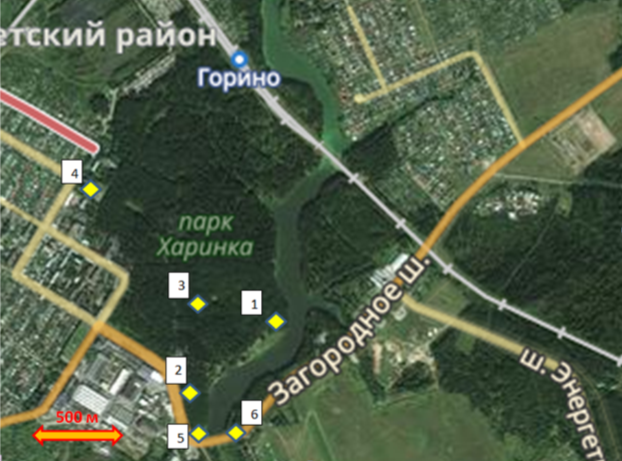 етский район
Горино
4
парк
Харинка
3
1
Загородное ш.
2
ш. Энергет
6
500 м
5